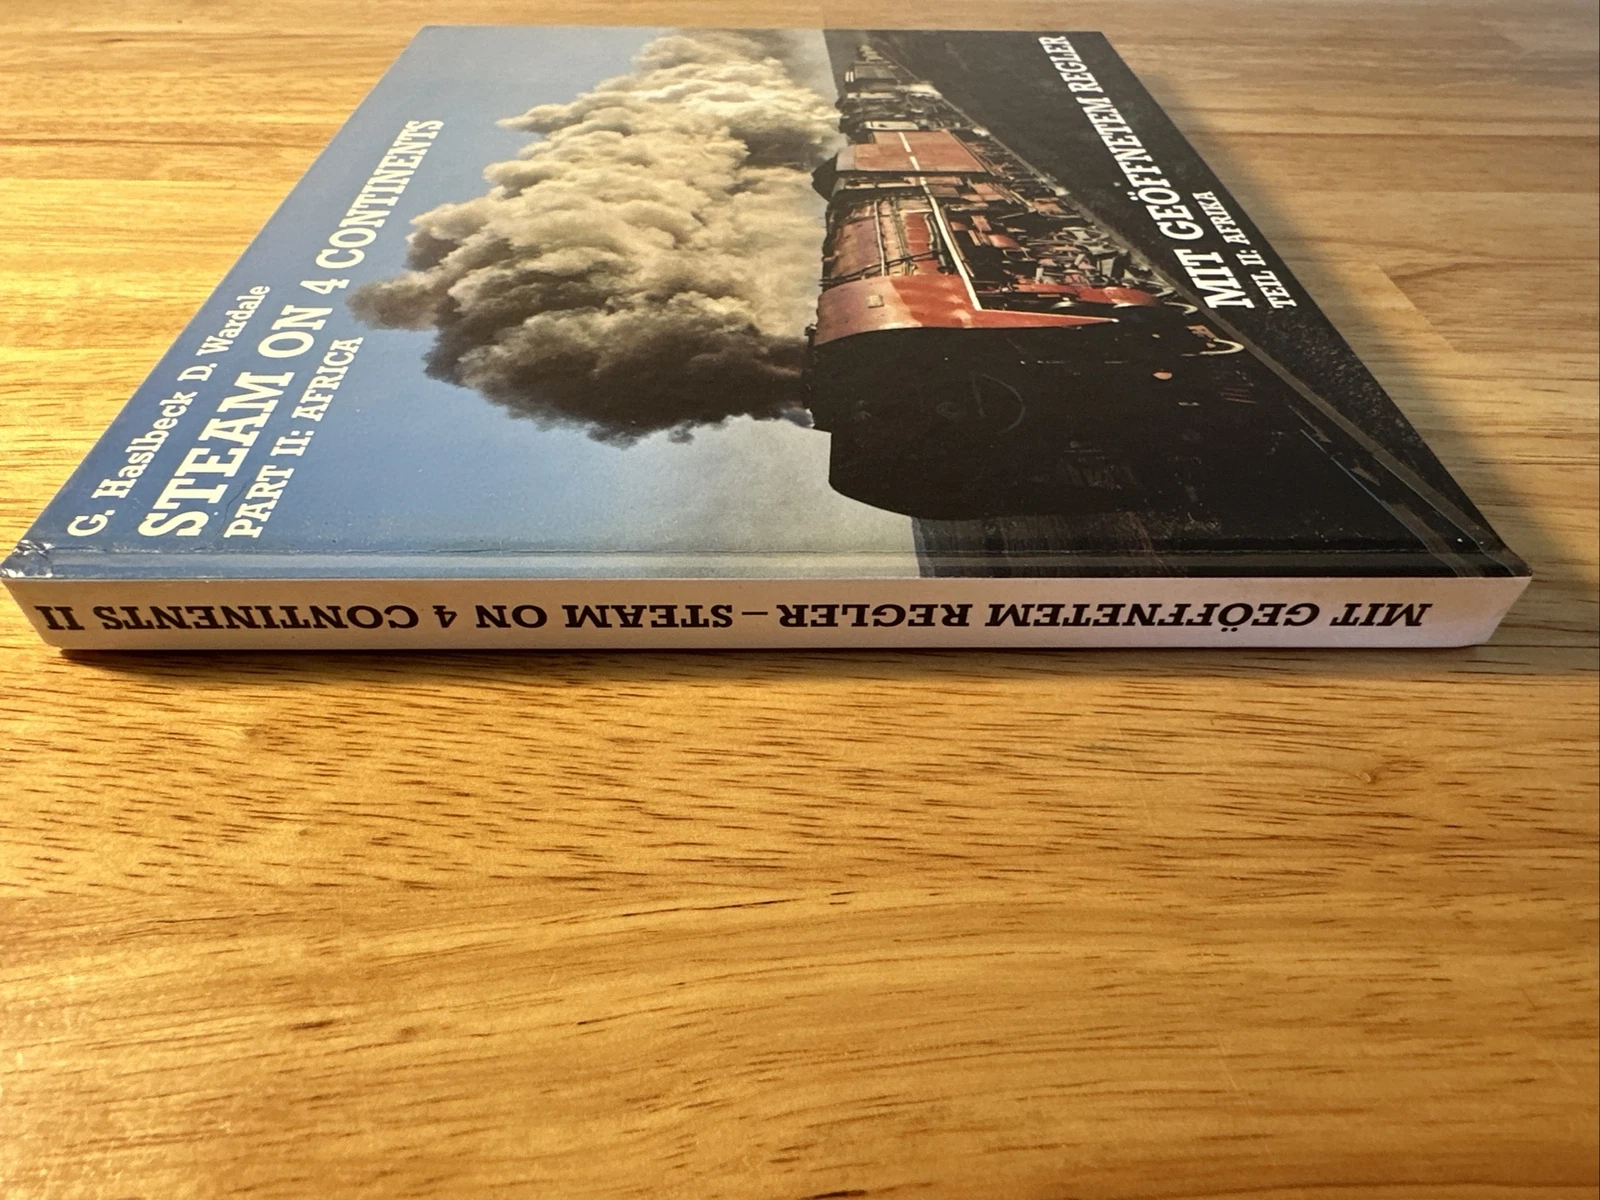 G. Haslbeck D. Wardale
STEAM ON 4 CONTINENTS
PART II: AFRICA
MIT GEÖFFNETEM REGLER
TEIL II: AFRIKA
MIT GEÖFFNETEM REGLER – STEAM ON 4 CONTINENTS II